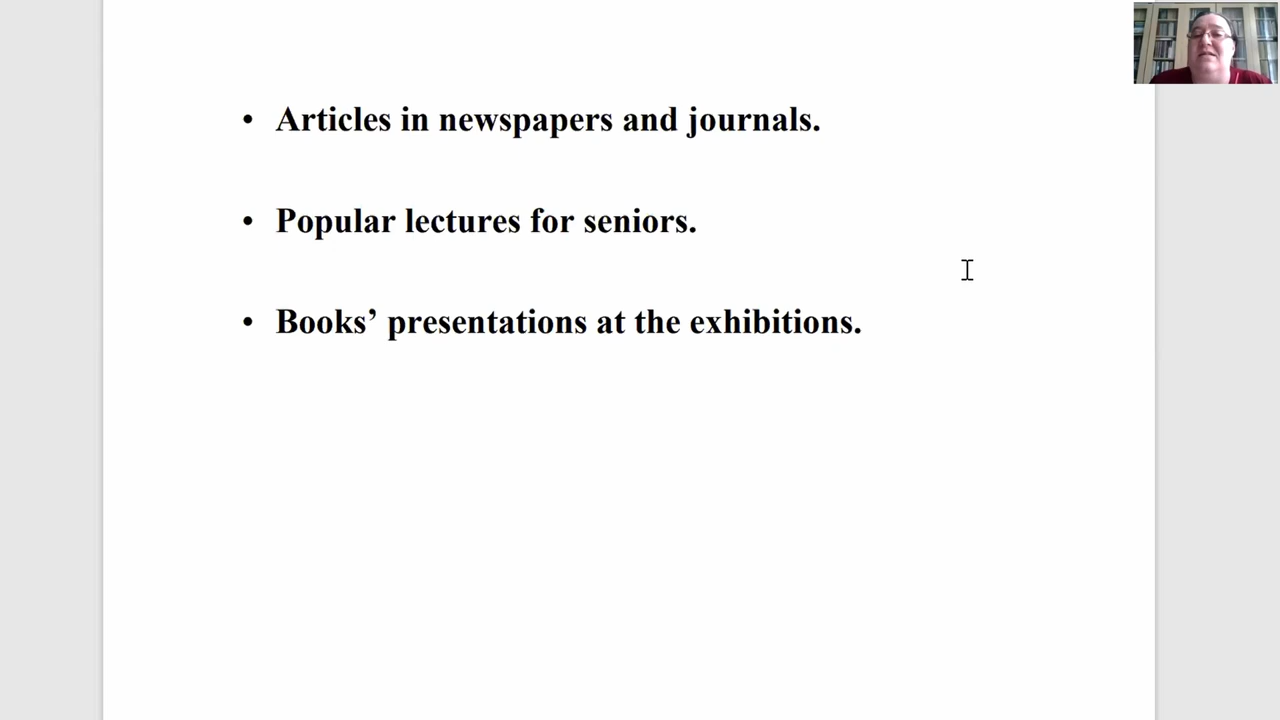 • Articles in newspapers and journals.
• Popular lectures for seniors.
• Books’ presentations at the exhibitions.